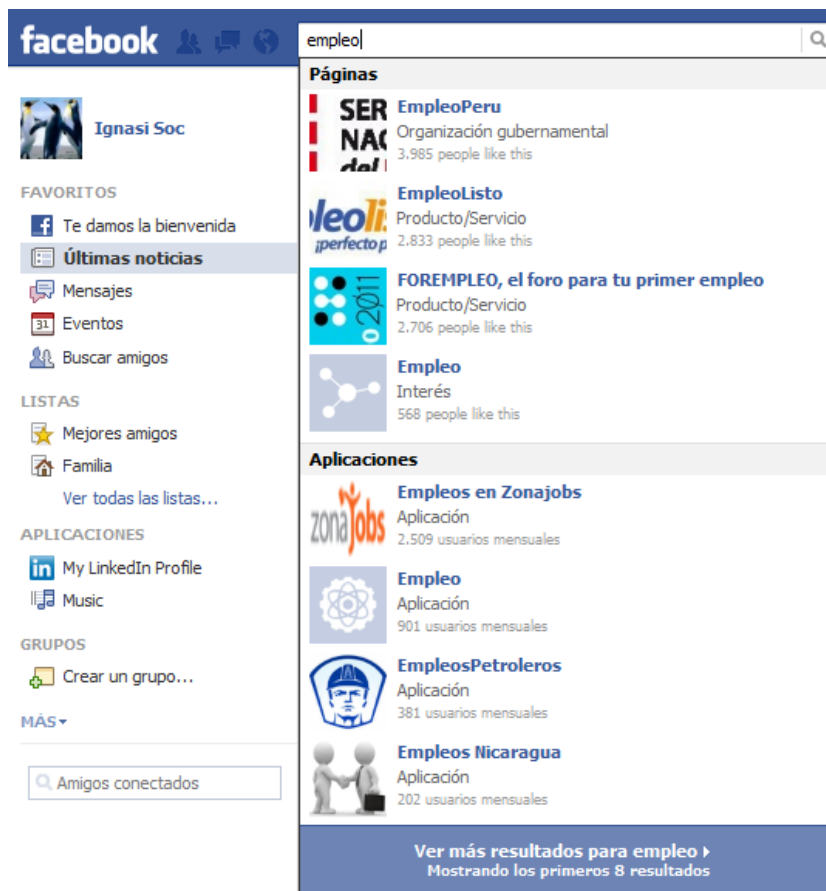 facebook
empleo
Ignasi Soc
FAVORITOS
Te damos la bienvenida
Últimas noticias
Mensajes
31 Eventos
Buscar amigos
LISTAS
Mejores amigos
Familia
Ver todas las listas...
APLICACIONES
in My LinkedIn Profile
Music
GRUPOS
Crear un grupo...
MÁS
Amigos conectados
Páginas
SER
NAC
del
EmpleoPeru
Organización gubernamental
3.985 people like this
leolis
¡perfecto p
EmpleoListo
Producto/Servicio
2.833 people like this
o 2011
FOREMPLEO, el foro para tu primer empleo
Producto/Servicio
2.706 people like this
Empleo
Interés
568 people like this
Aplicaciones
zonajobs
Empleos en Zonajobs
Aplicación
2.509 usuarios mensuales
Empleo
Aplicación
901 usuarios mensuales
EmpleosPetroleros
Aplicación
381 usuarios mensuales
Empleos Nicaragua
Aplicación
202 usuarios mensuales
Ver más resultados para empleo
Mostrando los primeros 8 resultados